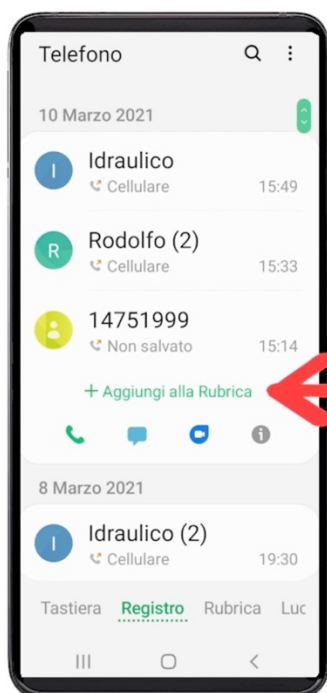 Telefono
10 Marzo 2021
I
Idraulico
Cellulare 15:49
R
Rodolfo (2)
Cellulare 15:33
14751999
Non salvato 15:14
+ Aggiungi alla Rubrica
8 Marzo 2021
I
Idraulico (2)
Cellulare 19:30
Tastiera Registro Rubrica Luc